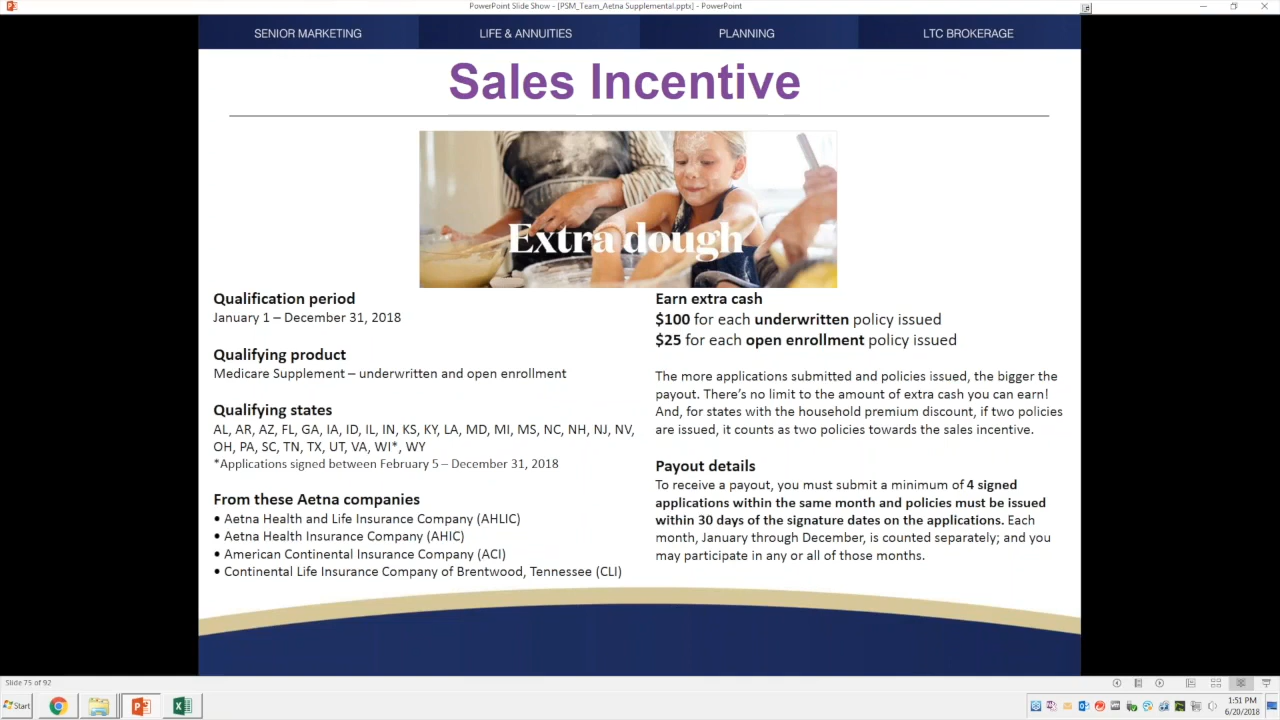 PowerPoint Slide Show - [PSM_Team_Aetna Supplemental.pptx] - PowerPoint
SENIOR MARKETING
LIFE & ANNUITIES
PLANNING
LTC BROKERAGE
Sales Incentive
Extra dough
Qualification period
January 1 – December 31, 2018
Qualifying product
Medicare Supplement – underwritten and open enrollment
Qualifying states
AL, AR, AZ, FL, GA, IA, ID, IL, IN, KS, KY, LA, MD, MI, MS, NC, NH, NJ, NV,
OH, PA, SC, TN, TX, UT, VA, WI*, WY
*Applications signed between February 5 – December 31, 2018
From these Aetna companies
• Aetna Health and Life Insurance Company (AHLIC)
• Aetna Health Insurance Company (AHIC)
• American Continental Insurance Company (ACI)
• Continental Life Insurance Company of Brentwood, Tennessee (CLI)
Earn extra cash
$100 for each underwritten policy issued
$25 for each open enrollment policy issued
The more applications submitted and policies issued, the bigger the
payout. There's no limit to the amount of extra cash you can earn!
And, for states with the household premium discount, if two policies
are issued, it counts as two policies towards the sales incentive.
Payout details
To receive a payout, you must submit a minimum of 4 signed
applications within the same month and policies must be issued
within 30 days of the signature dates on the applications. Each
month, January through December, is counted separately; and you
may participate in any or all of those months.
Slide 75 of 92
Start
1:51 PM
6/20/2018